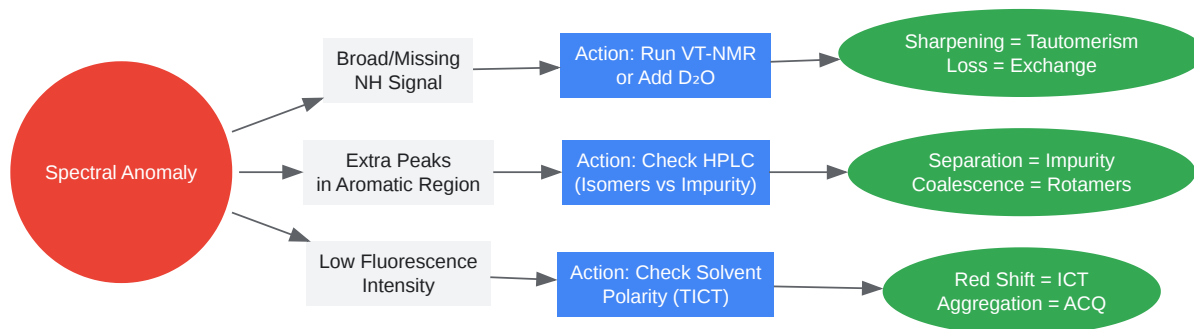 Spectral Anomaly
Broad/Missing
NH Signal
Action: Run VT-NMR
or Add D₂O
Sharpening = Tautomerism
Loss = Exchange
Extra Peaks
in Aromatic Region
Action: Check HPLC
(Isomers vs Impurity)
Separation = Impurity
Coalescence = Rotamers
Low Fluorescence
Intensity
Action: Check Solvent
Polarity (TICT)
Red Shift = ICT
Aggregation = ACQ